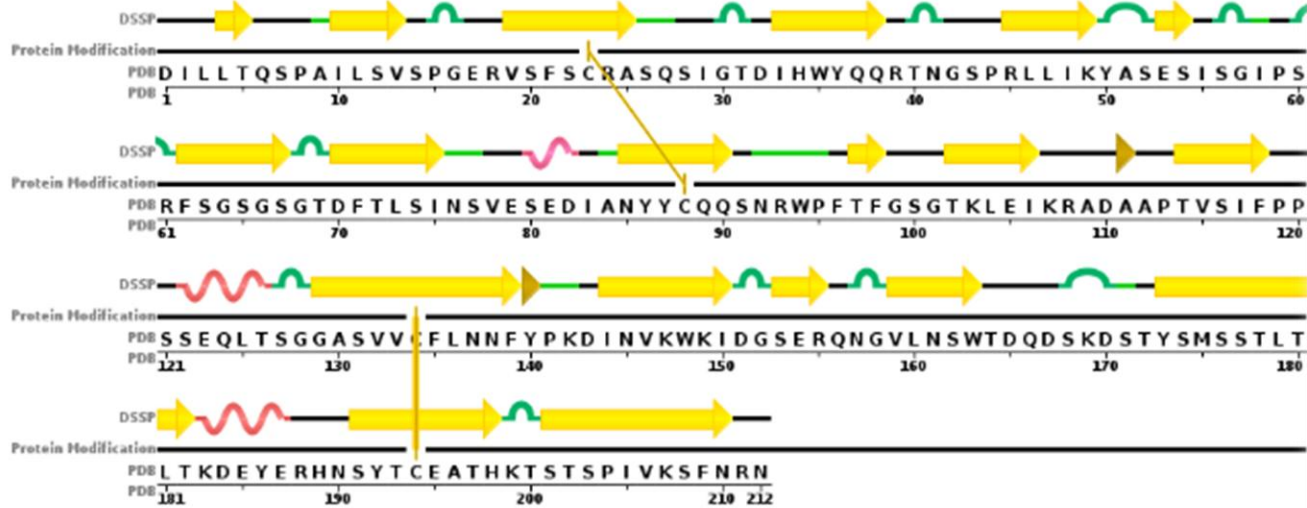 DSSP
Protein Modification
PDB D I L L T Q S P A I L S V S P G E R V S F S C R A S Q S I G T D I H W Y Q Q R T N G S P R L L I K Y A S E S I S G I P S
PDB 1 10 20 30 40 50 60
DSSP
Protein Modification
PDB R F S G S G S G T D F T L S I N S V E S E D I A N Y Y C Q Q S N R W P F T F G S G T K L E I K R A D A A P T V S I F P P
PDB 61 70 80 90 100 110 120
DSSP
Protein Modification
PDB S S E Q L T S G G A S V V C F L N N F Y P K D I N V K W K I D G S E R Q N G V L N S W T D Q D S K D S T Y S M S S T L T
PDB 121 130 140 150 160 170 180
DSSP
Protein Modification
PDB L T K D E Y E R H N S Y T C E A T H K T S T S P I V K S F N R N
PDB 181 190 200 210 212